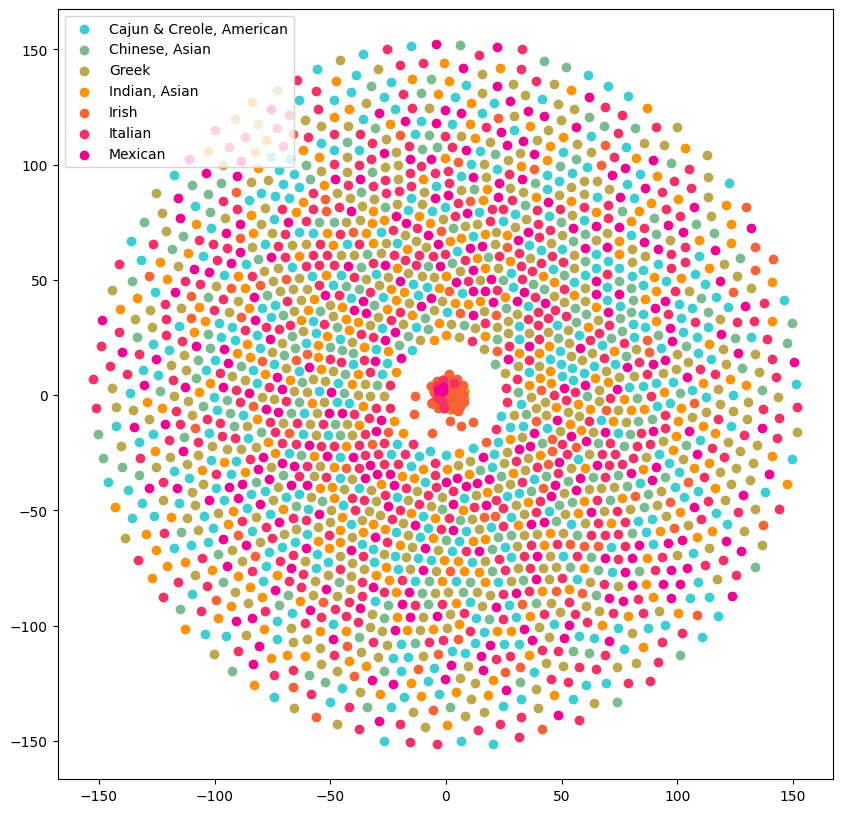 Cajun & Creole, American
Chinese, Asian
Greek
Indian, Asian
Irish
Italian
Mexican
150
100
50
0
−50
−100
−150
−150 −100 −50 0 50 100 150